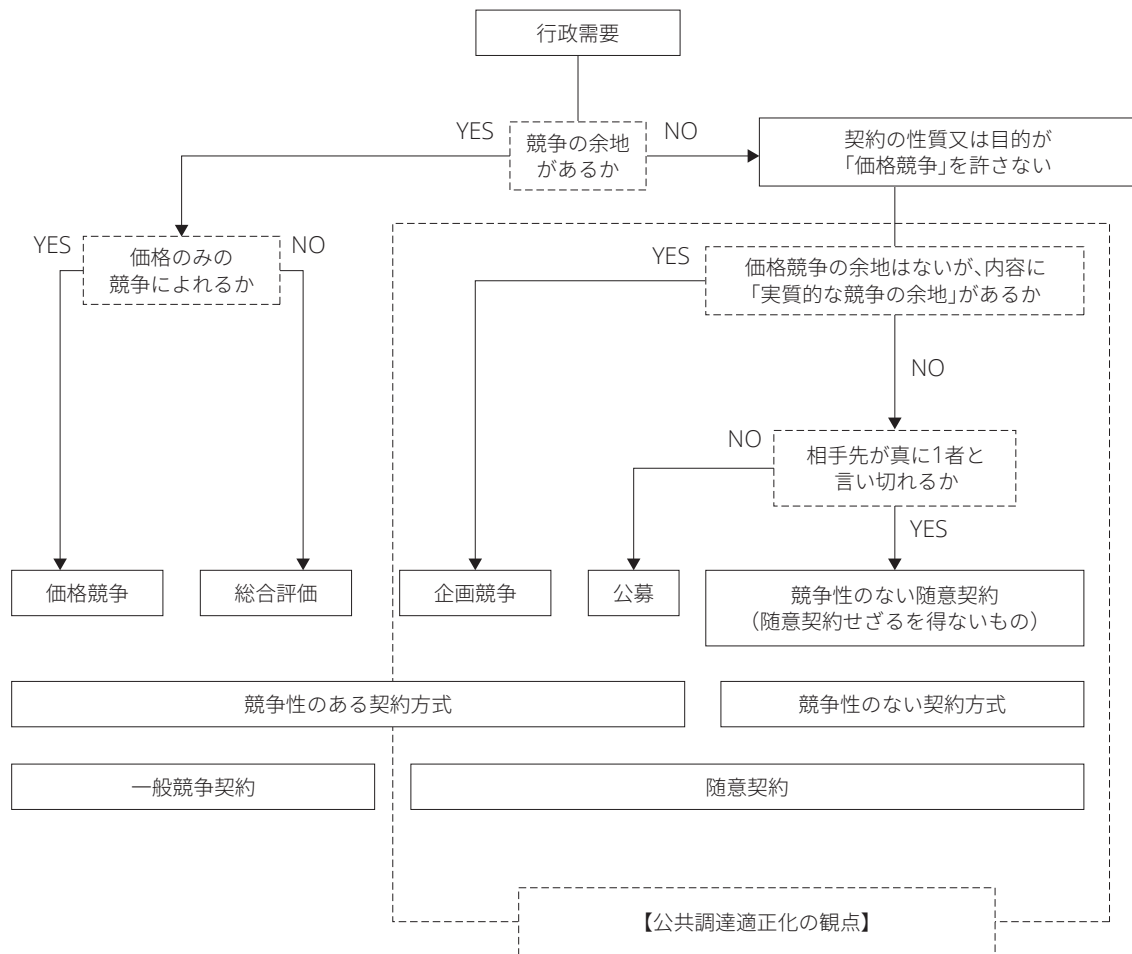 行政需要
YES
競争の余地
があるか
NO
契約の性質又は目的が
「価格競争」を許さない
YES
価格のみの
競争によれるか
NO
YES
価格競争の余地はないが、内容に
「実質的な競争の余地」があるか
NO
NO
相手先が真に1者と
言い切れるか
YES
価格競争
総合評価
企画競争
公募
競争性のない随意契約
（随意契約せざるを得ないもの）
競争性のある契約方式
競争性のない契約方式
一般競争契約
随意契約
【公共調達適正化の観点】